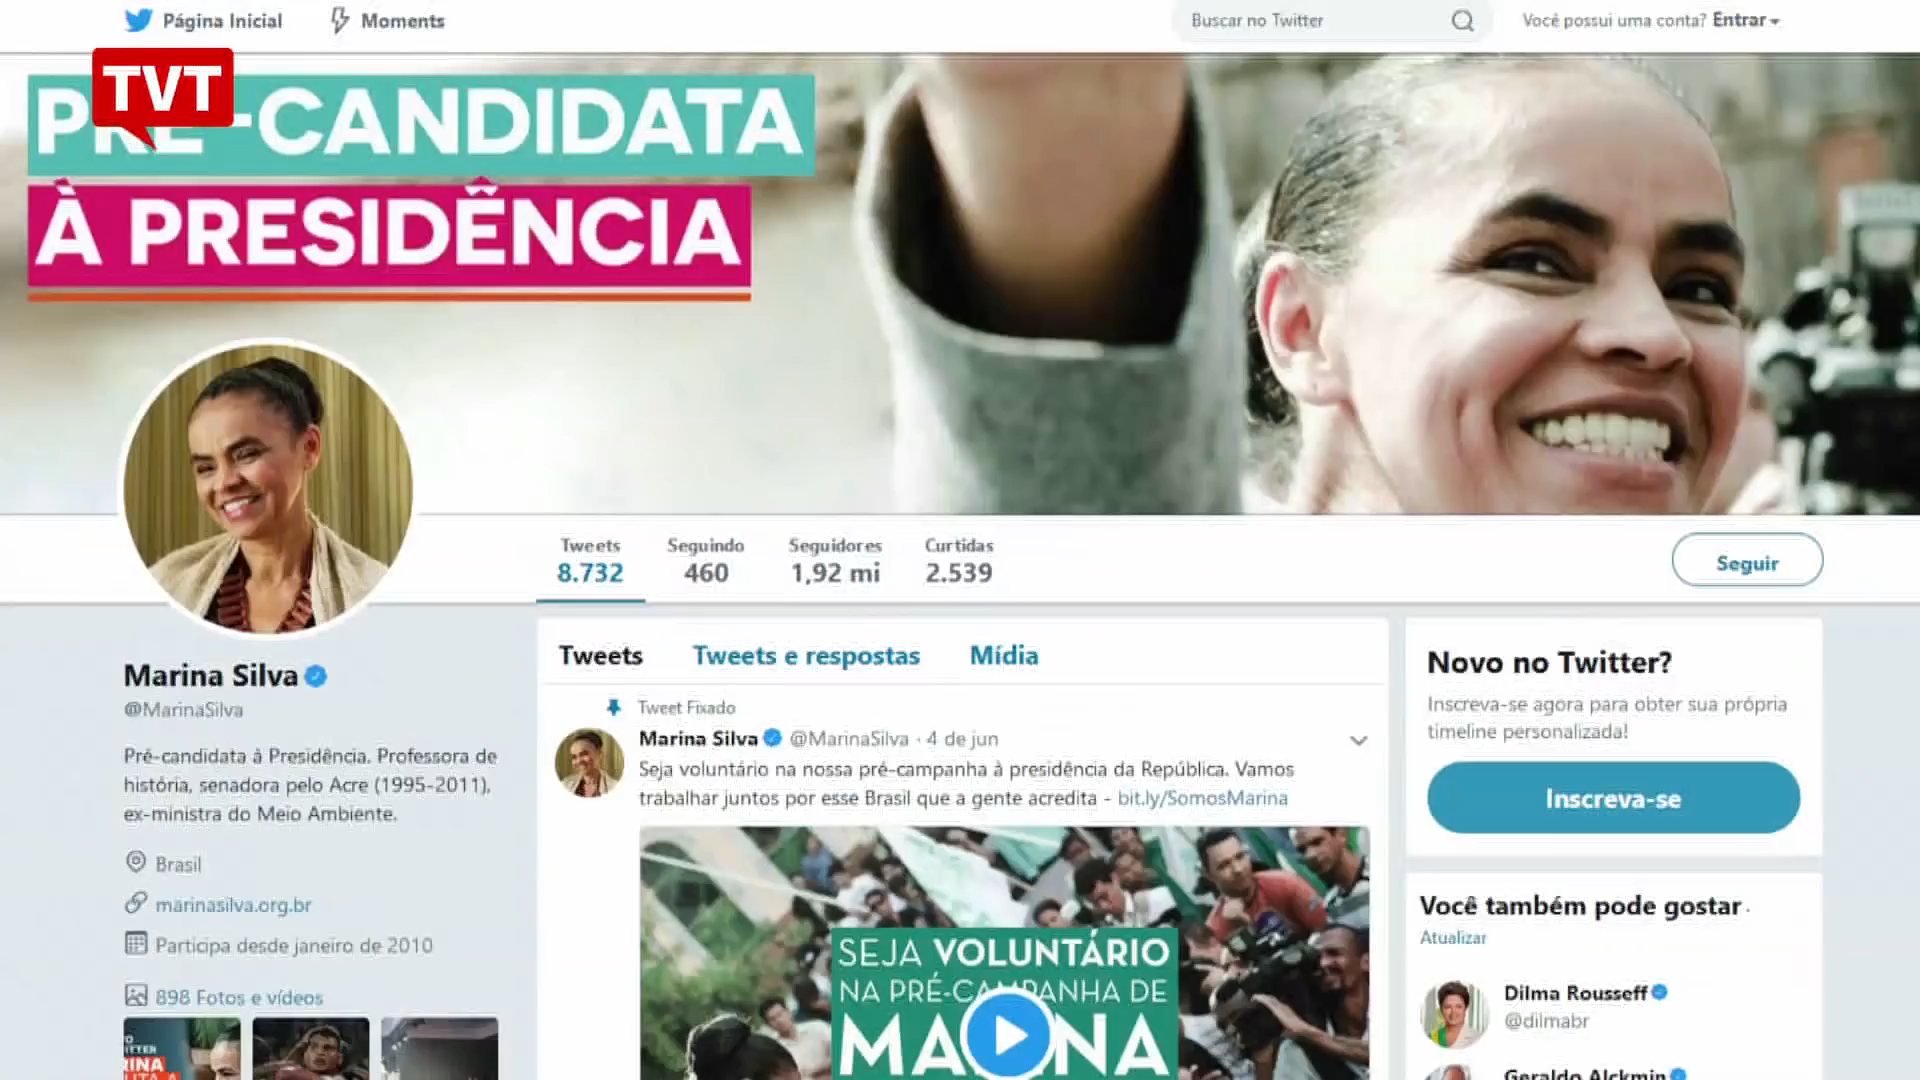 Página Inicial
Moments
Buscar no Twitter
Você possui uma conta? Entrar
TVT
PRÉ-CANDIDATA
À PRESIDÊNCIA
Tweets
8.732
Seguindo
460
Seguidores
1,92 mi
Curtidas
2.539
Seguir
Marina Silva
@MarinaSilva
Pré-candidata à Presidência. Professora de
história, senadora pelo Acre (1995-2011),
ex-ministra do Meio Ambiente.
Brasil
marinasilva.org.br
Participa desde janeiro de 2010
898 Fotos e vídeos
Tweets
Tweets e respostas
Mídia
Tweet Fixado
Marina Silva @MarinaSilva · 4 de jun
Seja voluntário na nossa pré-campanha à presidência da República. Vamos
trabalhar juntos por esse Brasil que a gente acredita - bit.ly/SomosMarina
SEJA VOLUNTÁRIO
NA PRÉ-CAMPANHA DE
MARINA
Novo no Twitter?
Inscreva-se agora para obter sua própria
timeline personalizada!
Inscreva-se
Você também pode gostar ·
Atualizar
Dilma Rousseff
@dilmabr
Geraldo Alckmin